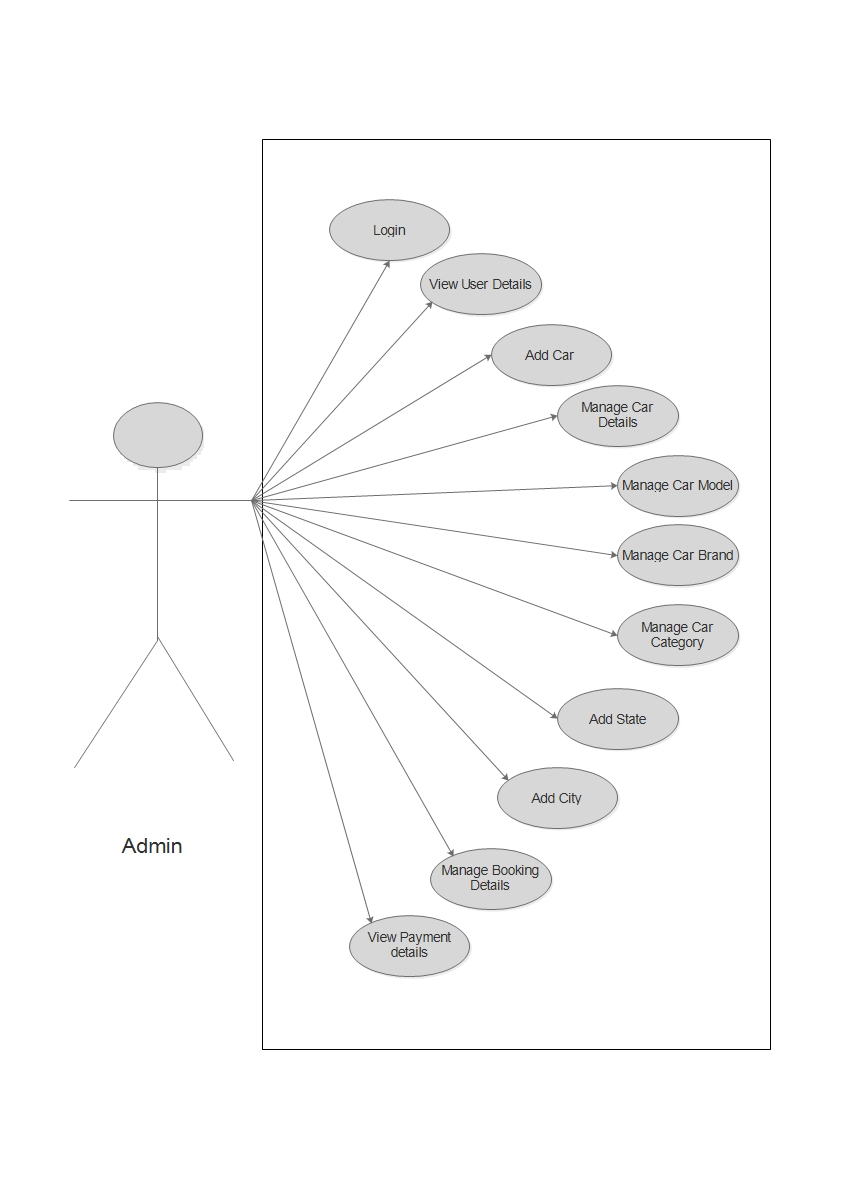 Login
View User Details
Add Car
Manage Car
Details
Manage Car Model
Manage Car Brand
Manage Car
Category
Add State
Add City
Admin
Manage Booking
Details
View Payment
details